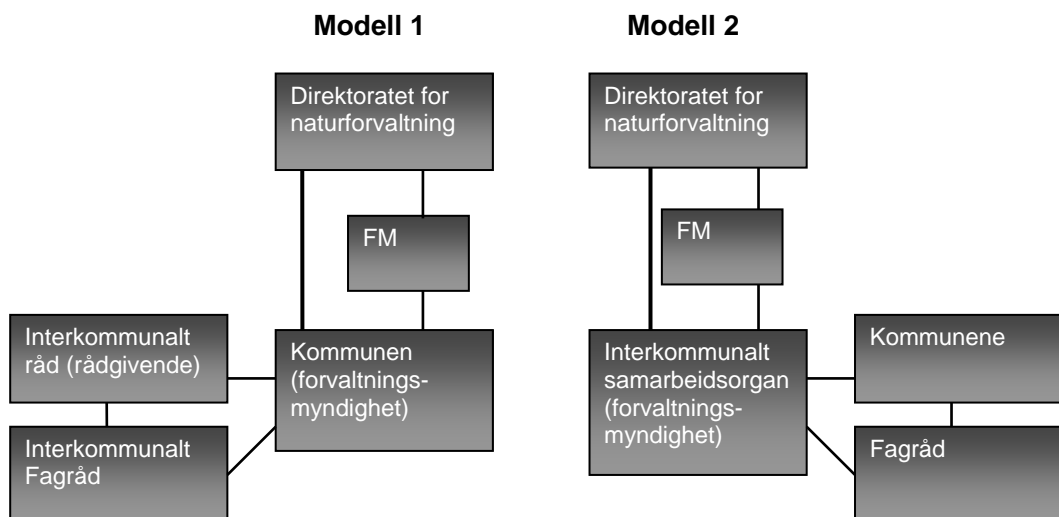 Modell 1
Direktoratet for
naturforvaltning
FM
Interkommunalt
råd (rådgivende)
Kommunen
(forvaltnings-
myndighet)
Interkommunalt
Fagråd
Modell 2
Direktoratet for
naturforvaltning
FM
Interkommunalt
samarbeidsorgan
(forvaltnings-
myndighet)
Kommunene
Fagråd